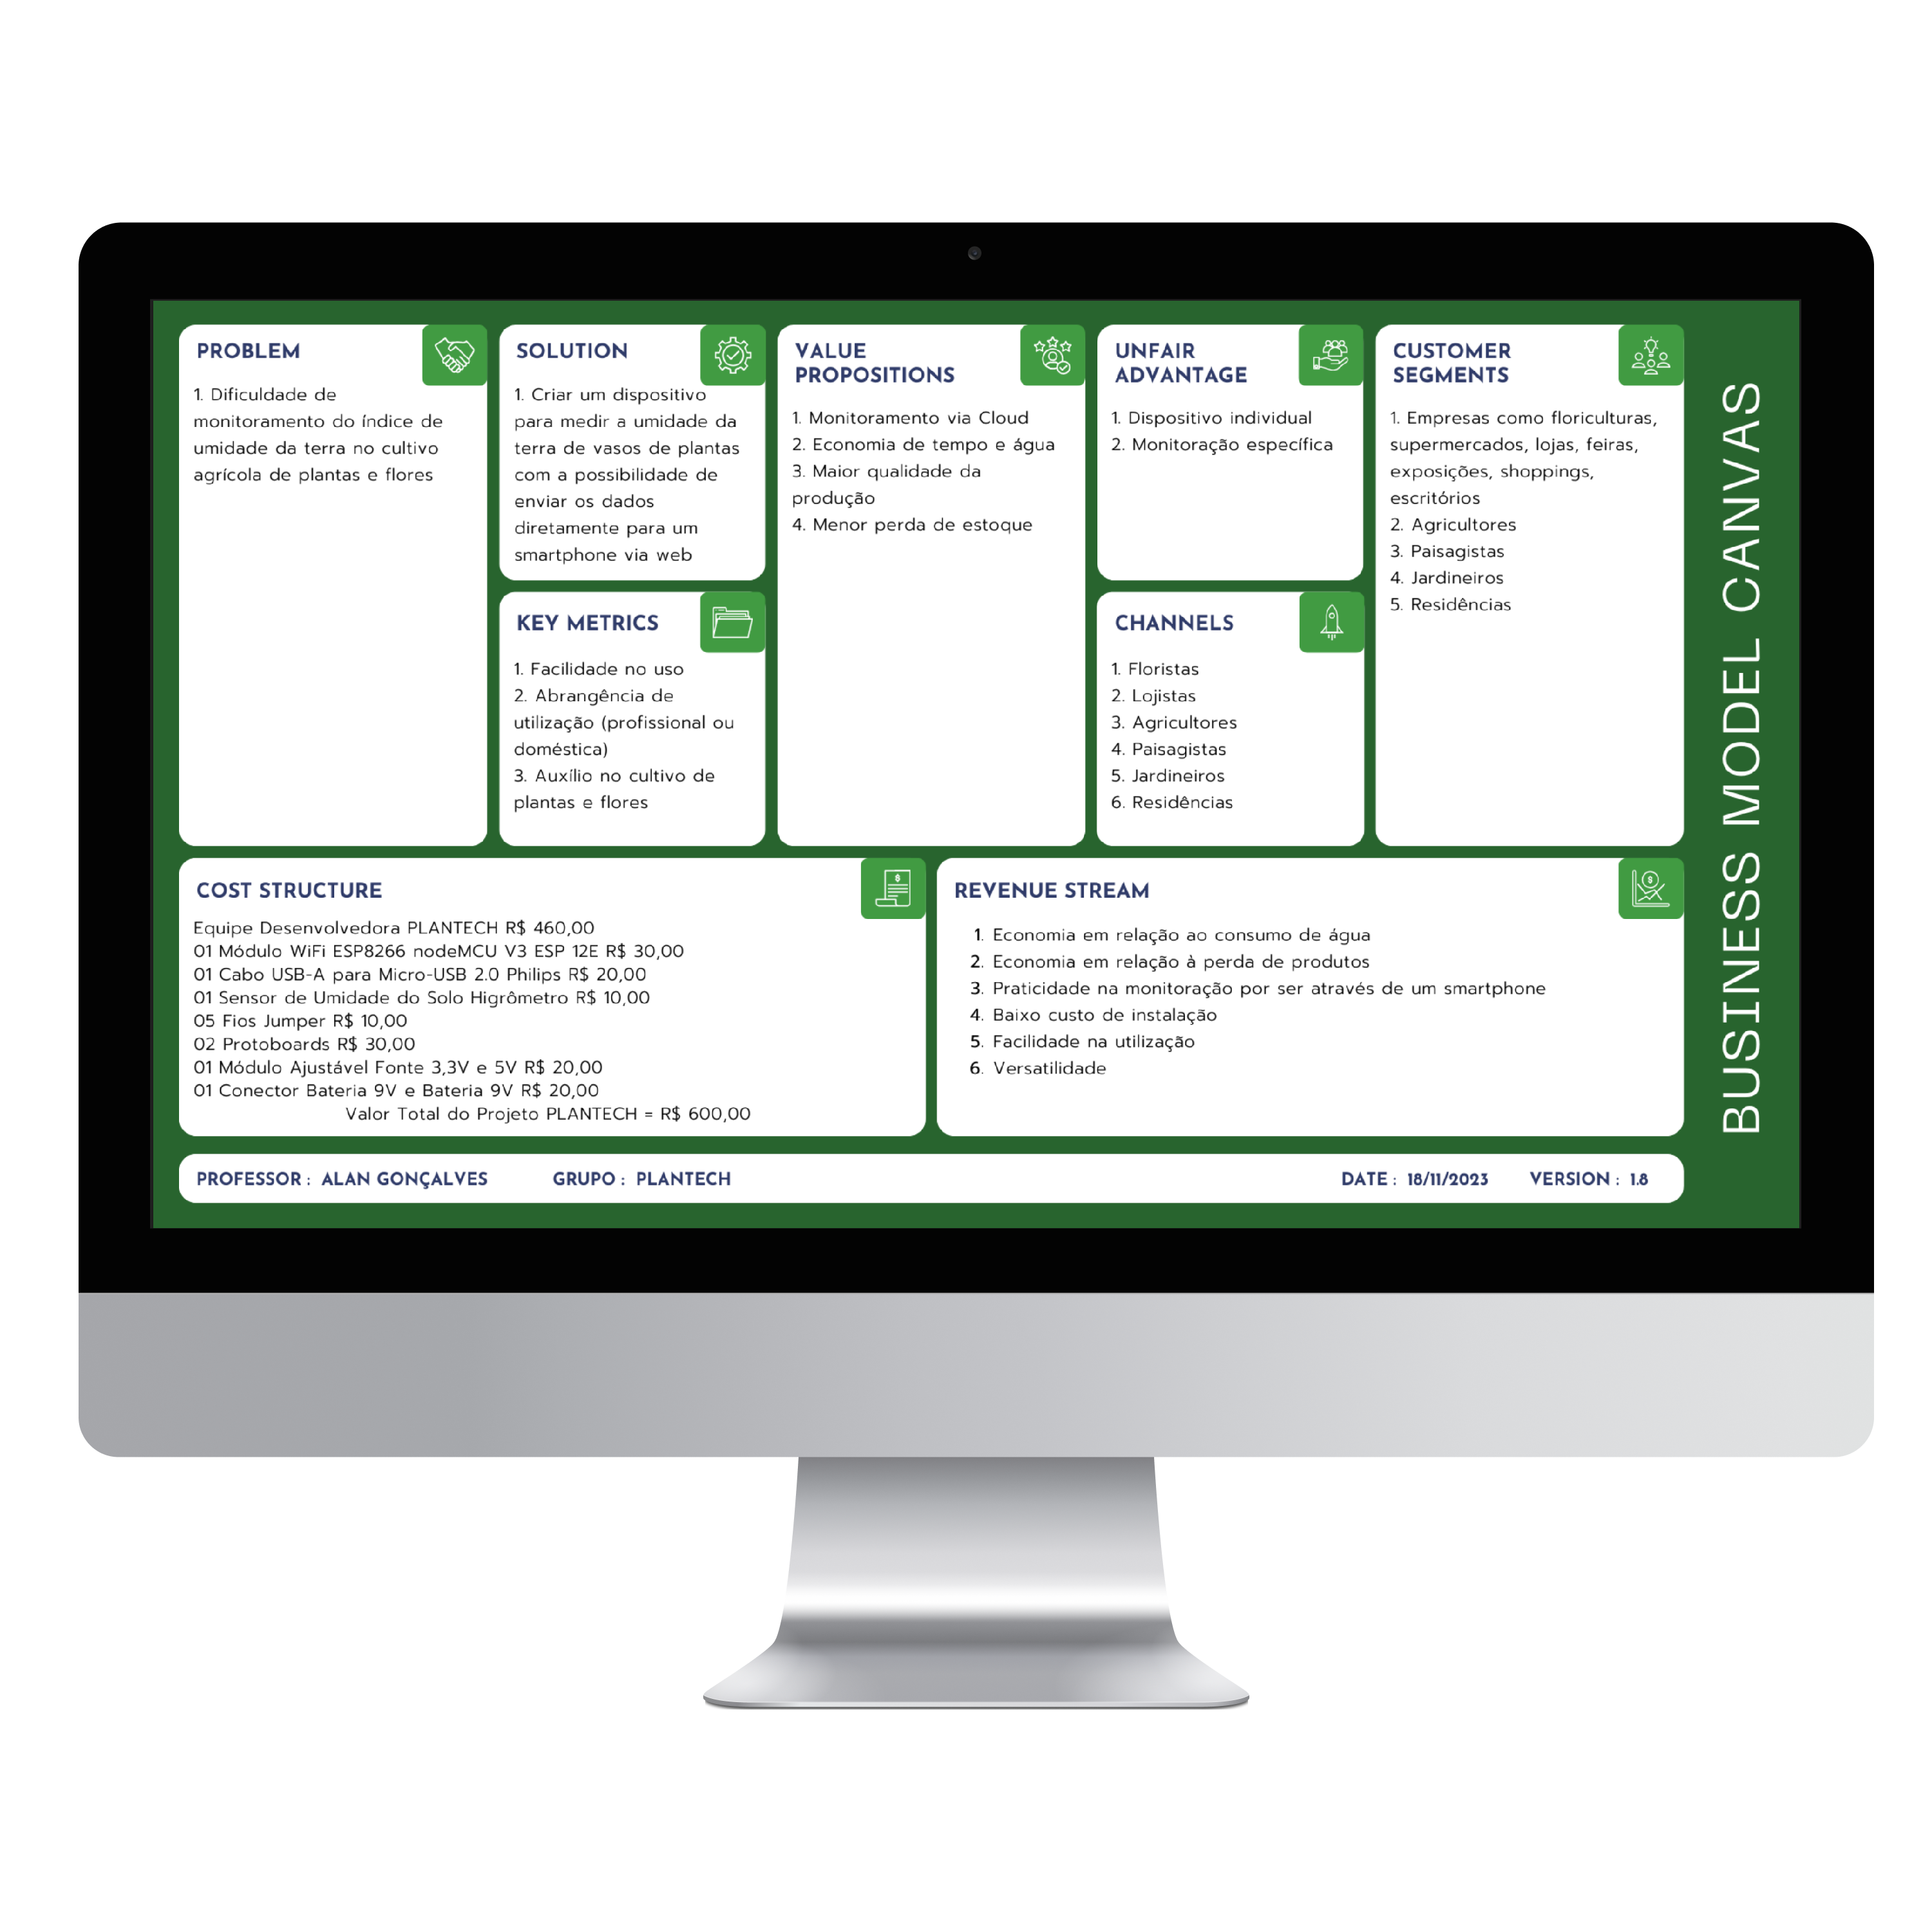 PROBLEM
1. Dificuldade de
monitoramento do índice de
umidade da terra no cultivo
agrícola de plantas e flores
SOLUTION
1. Criar um dispositivo
para medir a umidade da
terra de vasos de plantas
com a possibilidade de
enviar os dados
diretamente para um
smartphone via web
KEY METRICS
1. Facilidade no uso
2. Abrangência de
utilização (profissional ou
doméstica)
3. Auxílio no cultivo de
plantas e flores
VALUE
PROPOSITIONS
1. Monitoramento via Cloud
2. Economia de tempo e água
3. Maior qualidade da
produção
4. Menor perda de estoque
UNFAIR
ADVANTAGE
1. Dispositivo individual
2. Monitoração específica
CHANNELS
1. Floristas
2. Lojistas
3. Agricultores
4. Paisagistas
5. Jardineiros
6. Residências
CUSTOMER
SEGMENTS
1. Empresas como floriculturas,
supermercados, lojas, feiras,
exposições, shoppings,
escritórios
2. Agricultores
3. Paisagistas
4. Jardineiros
5. Residências
COST STRUCTURE
Equipe Desenvolvedora PLANTECH R$ 460,00
01 Módulo WiFi ESP8266 nodeMCU V3 ESP 12E R$ 30,00
01 Cabo USB-A para Micro-USB 2.0 Philips R$ 20,00
01 Sensor de Umidade do Solo Higrômetro R$ 10,00
05 Fios Jumper R$ 10,00
02 Protoboards R$ 30,00
01 Módulo Ajustável Fonte 3,3V e 5V R$ 20,00
01 Conector Bateria 9V e Bateria 9V R$ 20,00
Valor Total do Projeto PLANTECH = R$ 600,00
REVENUE STREAM
1. Economia em relação ao consumo de água
2. Economia em relação à perda de produtos
3. Praticidade na monitoração por ser através de um smartphone
4. Baixo custo de instalação
5. Facilidade na utilização
6. Versatilidade
PROFESSOR : ALAN GONÇALVES GRUPO : PLANTECH DATE : 18/11/2023 VERSION : 1.8
BUSINESS MODEL CANVAS